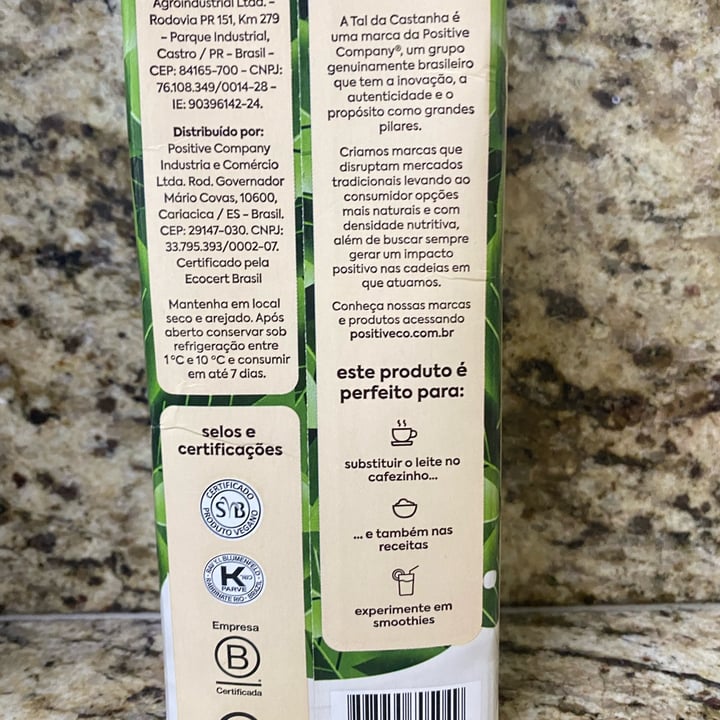 Agroindustrial Ltda. –
Rodovia PR 151, Km 279
– Parque Industrial,
Castro / PR – Brasil –
CEP: 84165-700 – CNPJ:
76.108.349/0014-28 –
IE: 90396142-24.
Distribuído por:
Positive Company
Industria e Comércio
Ltda. Rod. Governador
Mário Covas, 10600,
Cariacica / ES – Brasil.
CEP: 29147-030. CNPJ:
33.795.393/0002-07.
Certificado pela
Ecocert Brasil
Mantenha em local
seco e arejado. Após
aberto conservar sob
refrigeração entre
1 °C e 10 °C e consumir
em até 7 dias.
selos e
certificações
CERTIFICADO
SVB
PRODUTO VEGANO
RAV Y.I. BLUMENFELD
K
PARVE
RABBINATE RIO - BRAZIL
Empresa
B
Certificada
A Tal da Castanha é
uma marca da Positive
Company®, um grupo
genuinamente brasileiro
que tem a inovação, a
autenticidade e o
propósito como grandes
pilares.
Criamos marcas que
disruptam mercados
tradicionais levando ao
consumidor opções
mais naturais e com
densidade nutritiva,
além de buscar sempre
gerar um impacto
positivo nas cadeias em
que atuamos.
Conheça nossas marcas
e produtos acessando
positiveco.com.br
este produto é
perfeito para:
substituir o leite no
cafezinho...
... e também nas
receitas
experimente em
smoothies